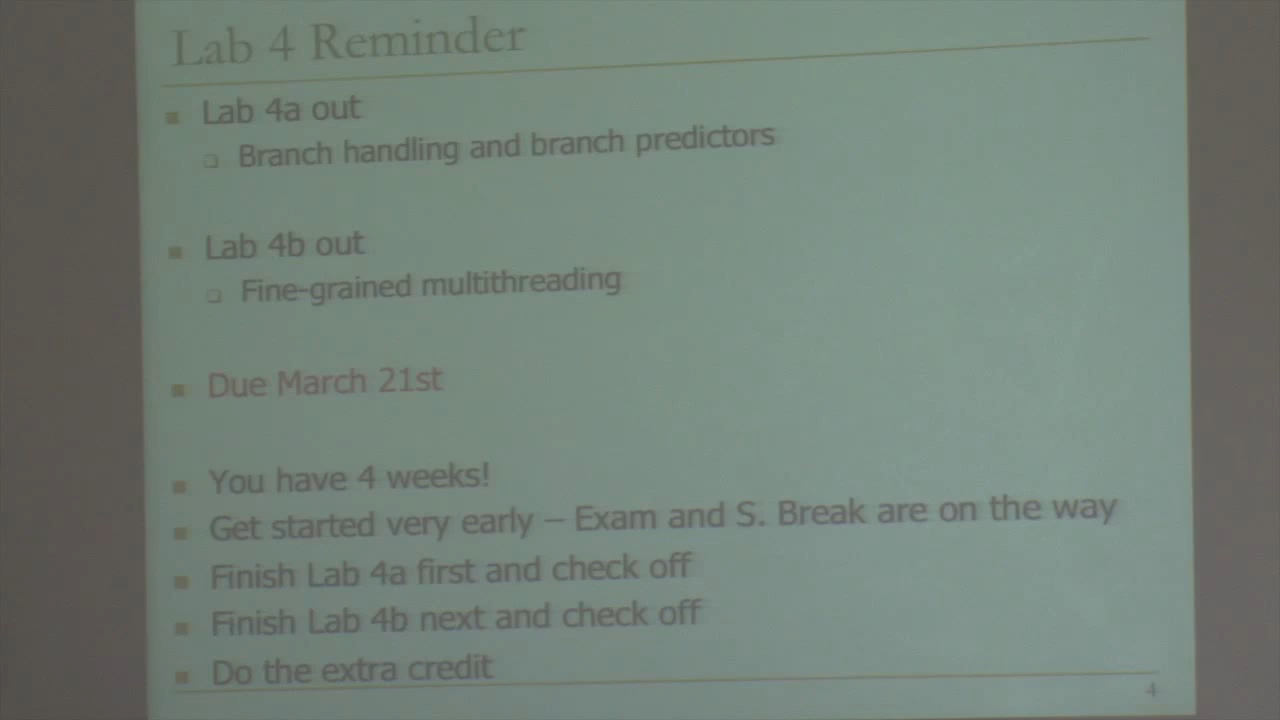 Lab 4 Reminder
Lab 4a out
Branch handling and branch predictors
Lab 4b out
Fine-grained multithreading
Due March 21st
You have 4 weeks!
Get started very early – Exam and S. Break are on the way
Finish Lab 4a first and check off
Finish Lab 4b next and check off
Do the extra credit
4